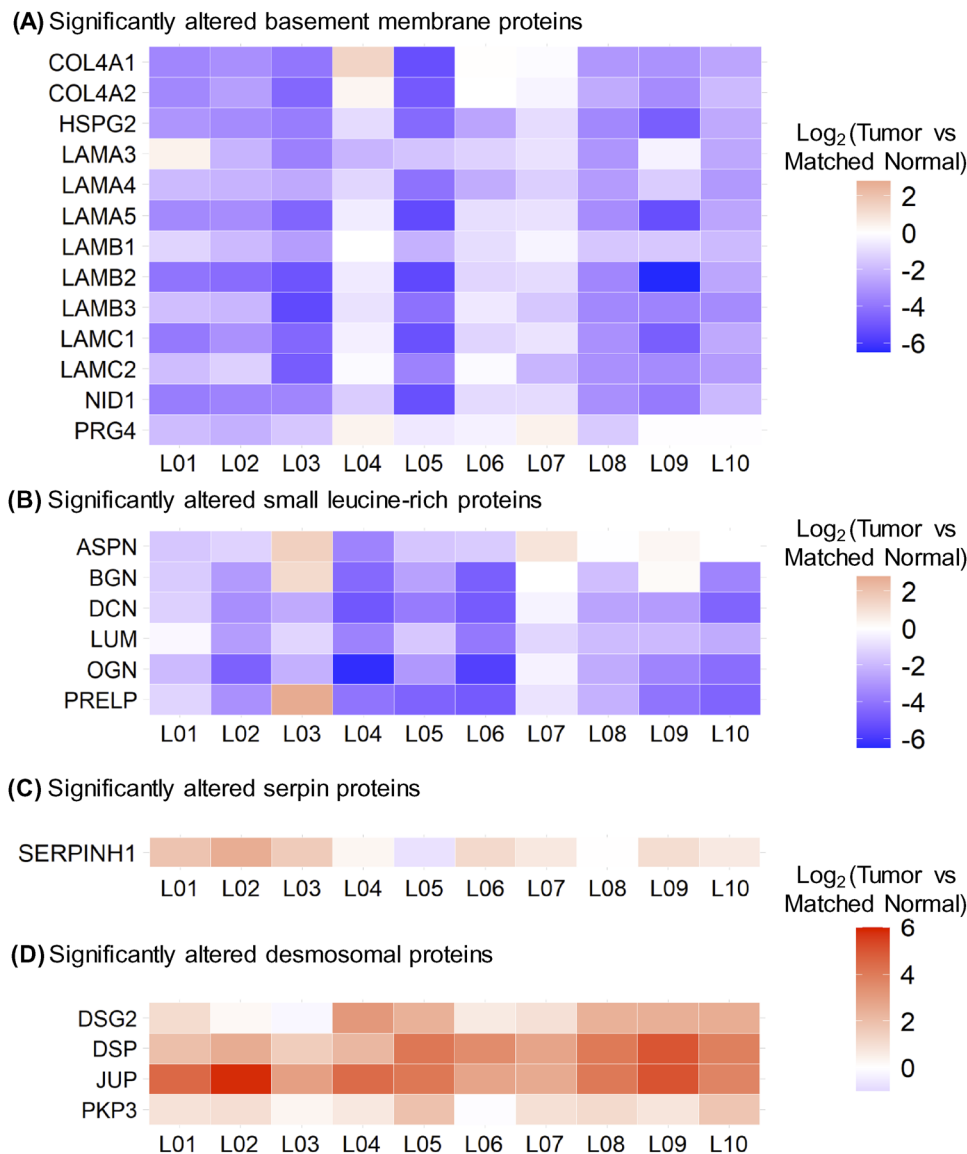 (A) Significantly altered basement membrane proteins
COL4A1
COL4A2
HSPG2
LAMA3
LAMA4
LAMA5
LAMB1
LAMB2
LAMB3
LAMC1
LAMC2
NID1
PRG4
L01 L02 L03 L04 L05 L06 L07 L08 L09 L10
Log2 (Tumor vs
Matched Normal)
2
0
-2
-4
-6
(B) Significantly altered small leucine-rich proteins
ASPN
BGN
DCN
LUM
OGN
PRELP
L01 L02 L03 L04 L05 L06 L07 L08 L09 L10
Log2 (Tumor vs
Matched Normal)
2
0
-2
-4
-6
(C) Significantly altered serpin proteins
SERPINH1
L01 L02 L03 L04 L05 L06 L07 L08 L09 L10
(D) Significantly altered desmosomal proteins
DSG2
DSP
JUP
PKP3
L01 L02 L03 L04 L05 L06 L07 L08 L09 L10
Log2 (Tumor vs
Matched Normal)
6
4
2
0